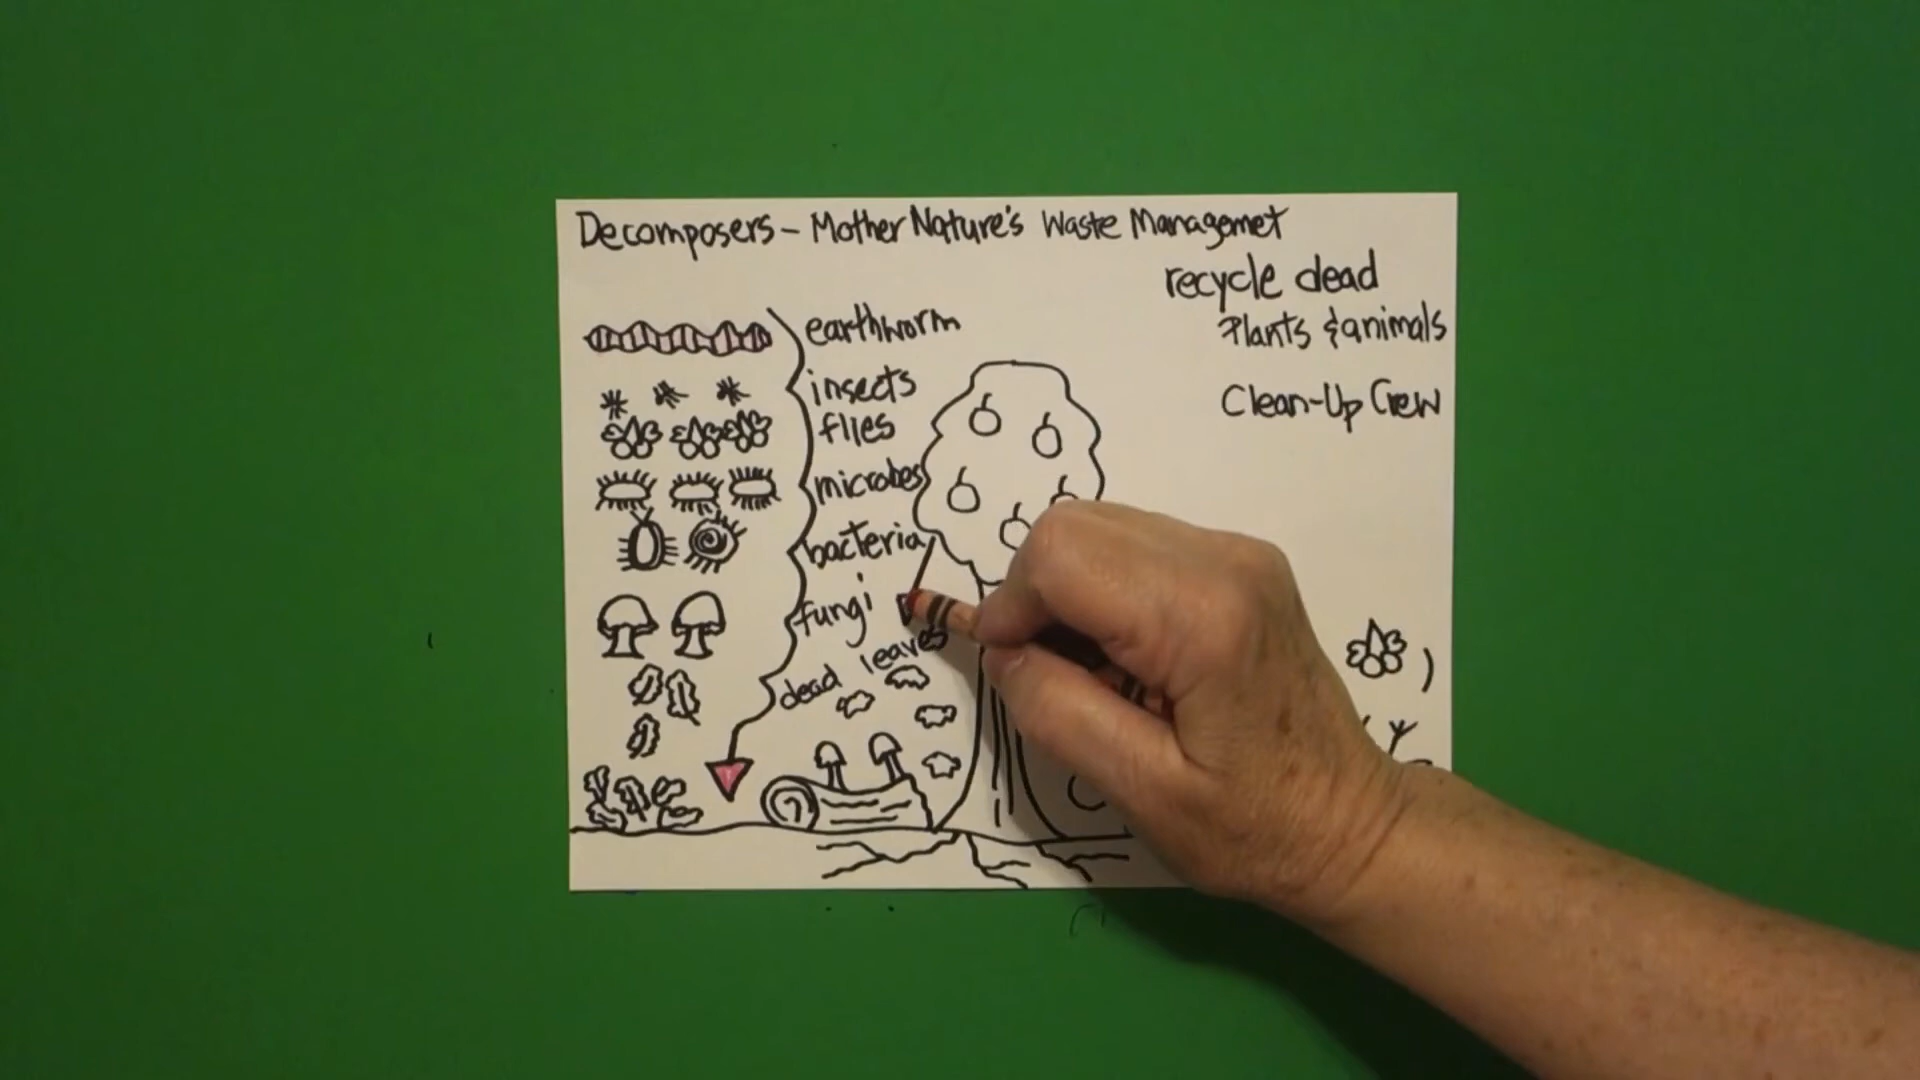 Decomposers - Mother Nature's Waste Managemet
recycle dead
Plants & animals
Clean-Up Crew
earthworm
insects
flies
microbes
bacteria
fungi
dead leaves